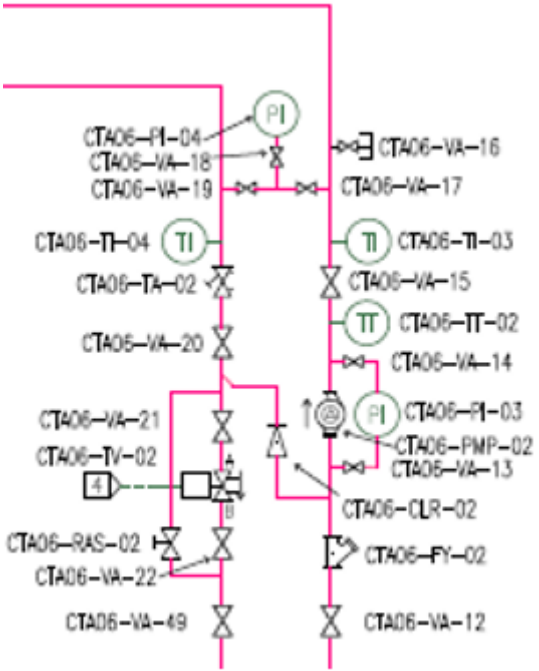 PI
CTA06-PI-04
CTA06-VA-18
CTA06-VA-16
CTA06-VA-19
CTA06-VA-17
CTA06-TI-04
TI
TI
CTA06-TI-03
CTA06-TA-02
CTA06-VA-15
TT
CTA06-TT-02
CTA06-VA-20
CTA06-VA-14
CTA06-VA-21
PI
CTA06-PI-03
CTA06-TV-02
CTA06-PMP-02
A
CTA06-VA-13
4
B
CTA06-CLR-02
CTA06-RAS-02
CTA06-FY-02
CTA06-VA-22
CTA06-VA-49
CTA06-VA-12